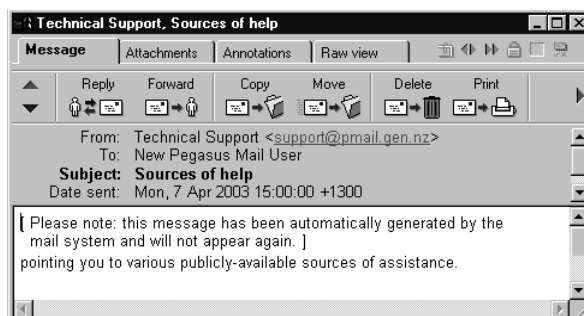 Technical Support, Sources of help
Message Attachments Annotations Raw view
Reply Forward Copy Move Delete Print
From: Technical Support <support@pmail.gen.nz>
To: New Pegasus Mail User
Subject: Sources of help
Date sent: Mon, 7 Apr 2003 15:00:00 +1300
[ Please note: this message has been automatically generated by the
mail system and will not appear again. ]
pointing you to various publicly-available sources of assistance.